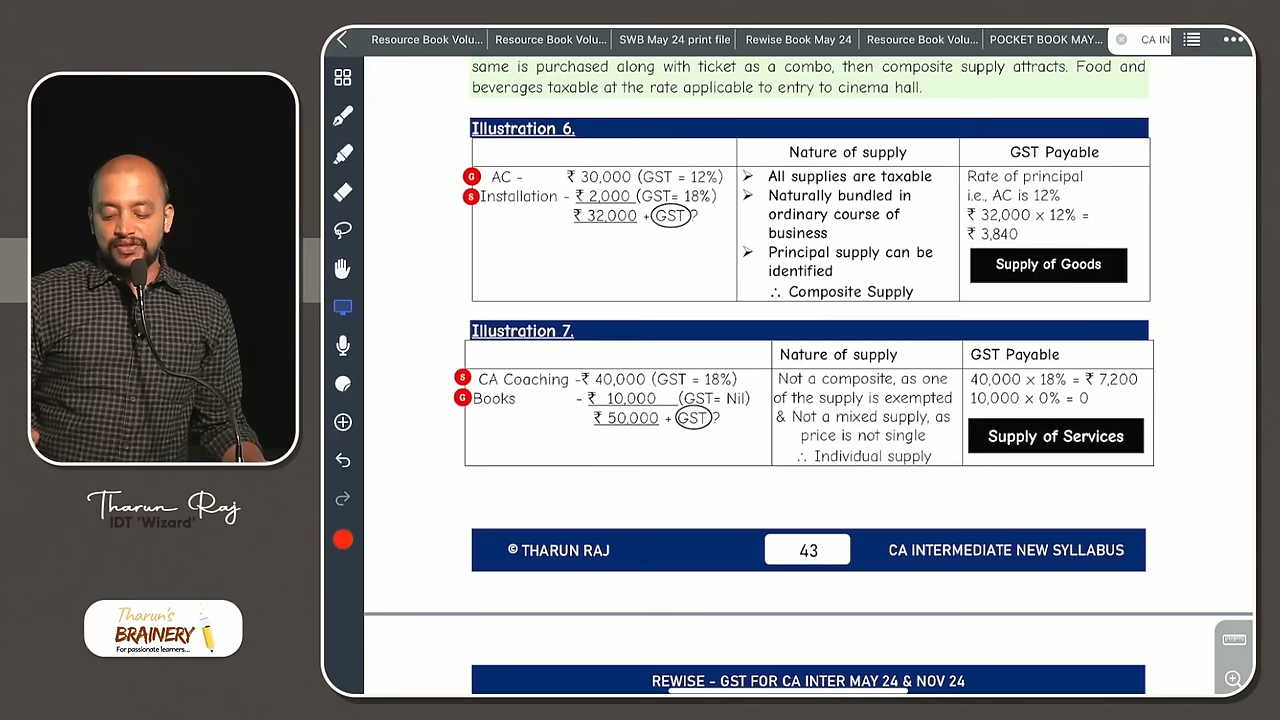 Resource Book Volu...
Resource Book Volu...
SWB May 24 print file
Rewise Book May 24
Resource Book Volu...
POCKET BOOK MAY...
CA IN
same is purchased along with ticket as a combo, then composite supply attracts. Food and
beverages taxable at the rate applicable to entry to cinema hall.
Illustration 6.
Nature of supply
GST Payable
G AC - ₹ 30,000 (GST = 12%)
S Installation - ₹ 2,000 (GST= 18%)
₹ 32,000 + GST?
➢ All supplies are taxable
➢ Naturally bundled in
ordinary course of
business
➢ Principal supply can be
identified
∴ Composite Supply
Rate of principal
i.e., AC is 12%
₹ 32,000 x 12% =
₹ 3,840
Supply of Goods
Illustration 7.
Nature of supply
GST Payable
S CA Coaching -₹ 40,000 (GST = 18%)
G Books - ₹ 10,000 (GST= Nil)
₹ 50,000 + GST?
Not a composite, as one
of the supply is exempted
& Not a mixed supply, as
price is not single
∴ Individual supply
40,000 x 18% = ₹ 7,200
10,000 x 0% = 0
Supply of Services
© THARUN RAJ
43
CA INTERMEDIATE NEW SYLLABUS
REWISE - GST FOR CA INTER MAY 24 & NOV 24
Tharun Raj
IDT 'Wizard'
Tharun's
BRAINERY
For passionate learners...